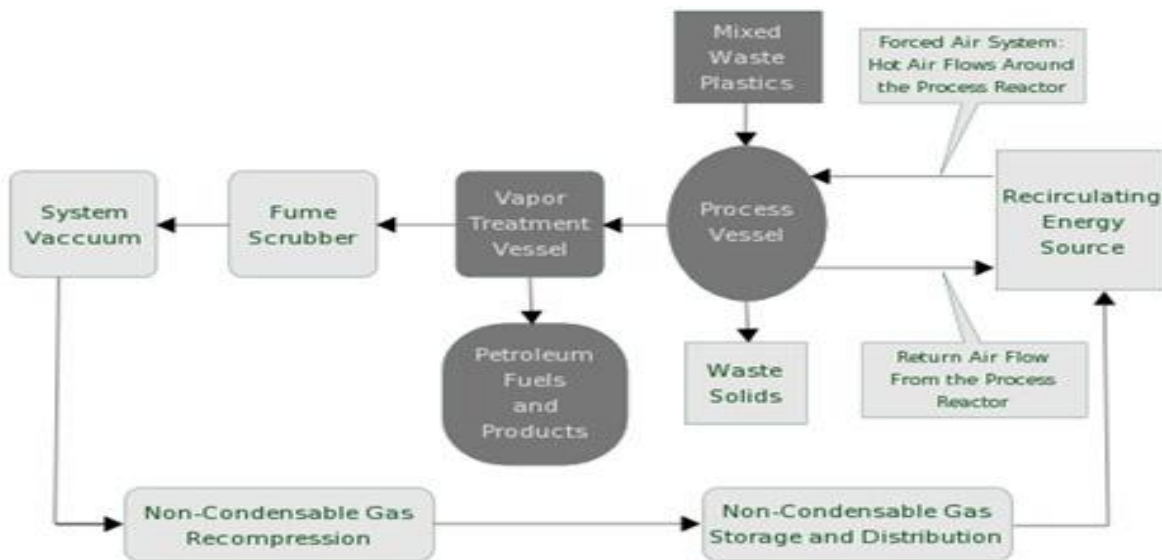 Mixed
Waste
Plastics
Forced Air System:
Hot Air Flows Around
the Process Reactor
System
Vaccuum
Fume
Scrubber
Vapor
Treatment
Vessel
Process
Vessel
Recirculating
Energy
Source
Petroleum
Fuels
and
Products
Waste
Solids
Return Air Flow
From the Process
Reactor
Non-Condensable Gas
Recompression
Non-Condensable Gas
Storage and Distribution